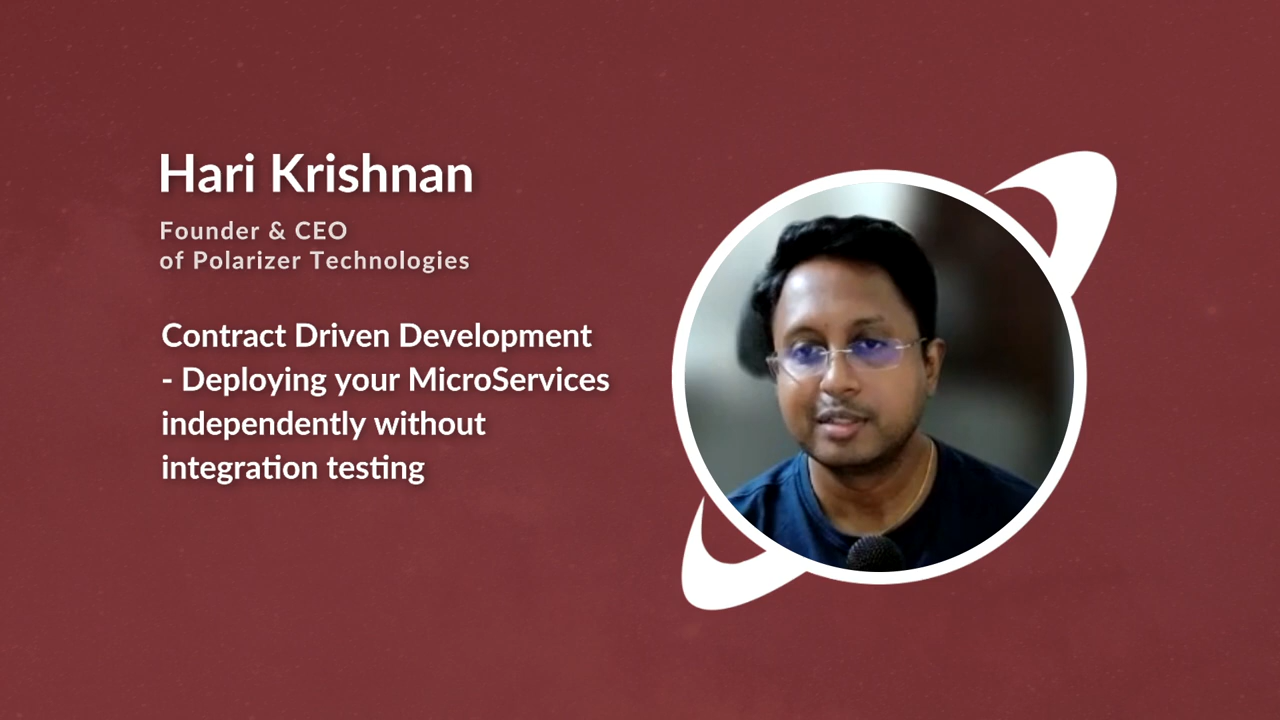 Hari Krishnan
Founder & CEO
of Polarizer Technologies
Contract Driven Development
- Deploying your MicroServices
independently without
integration testing